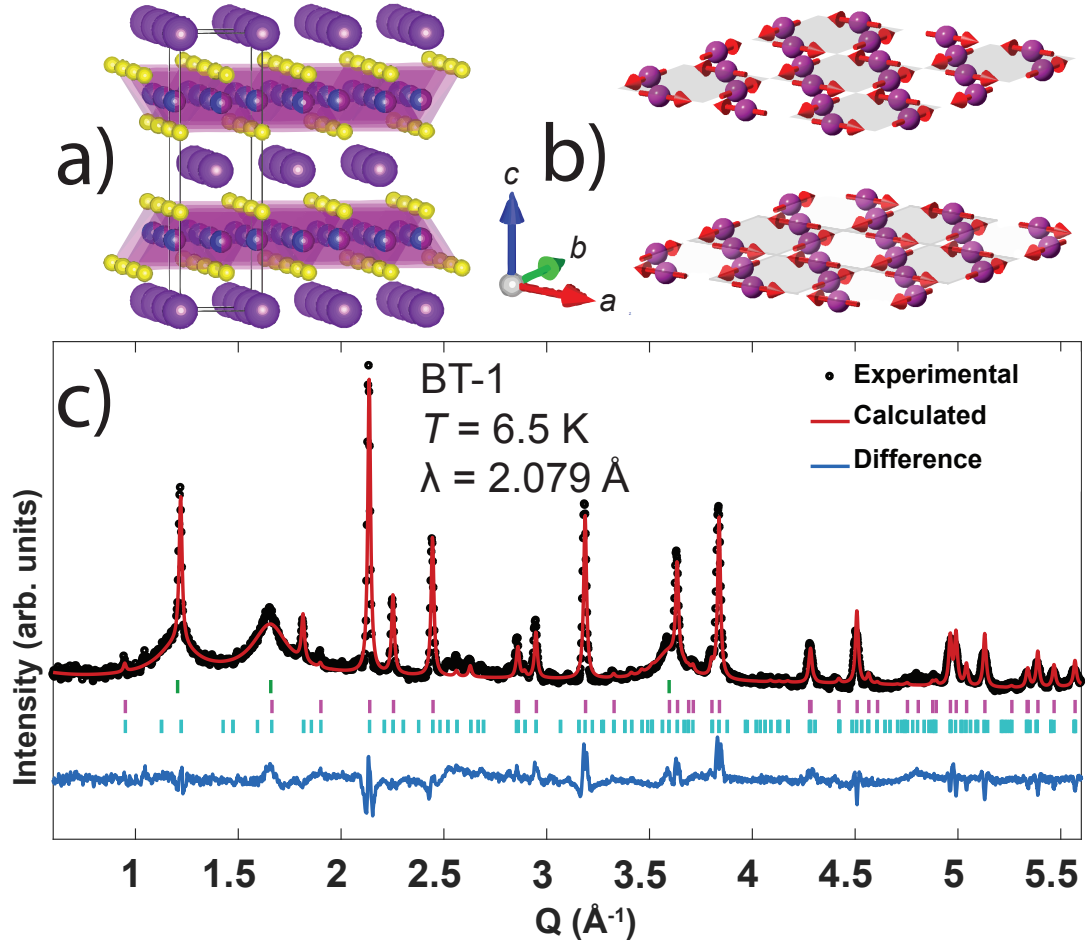 a)
b)
c
b
a
c)
BT-1
T = 6.5 K
λ = 2.079 Å
Experimental
Calculated
Difference
Intensity (arb. units)
1 1.5 2 2.5 3 3.5 4 4.5 5 5.5
Q (Å⁻¹)